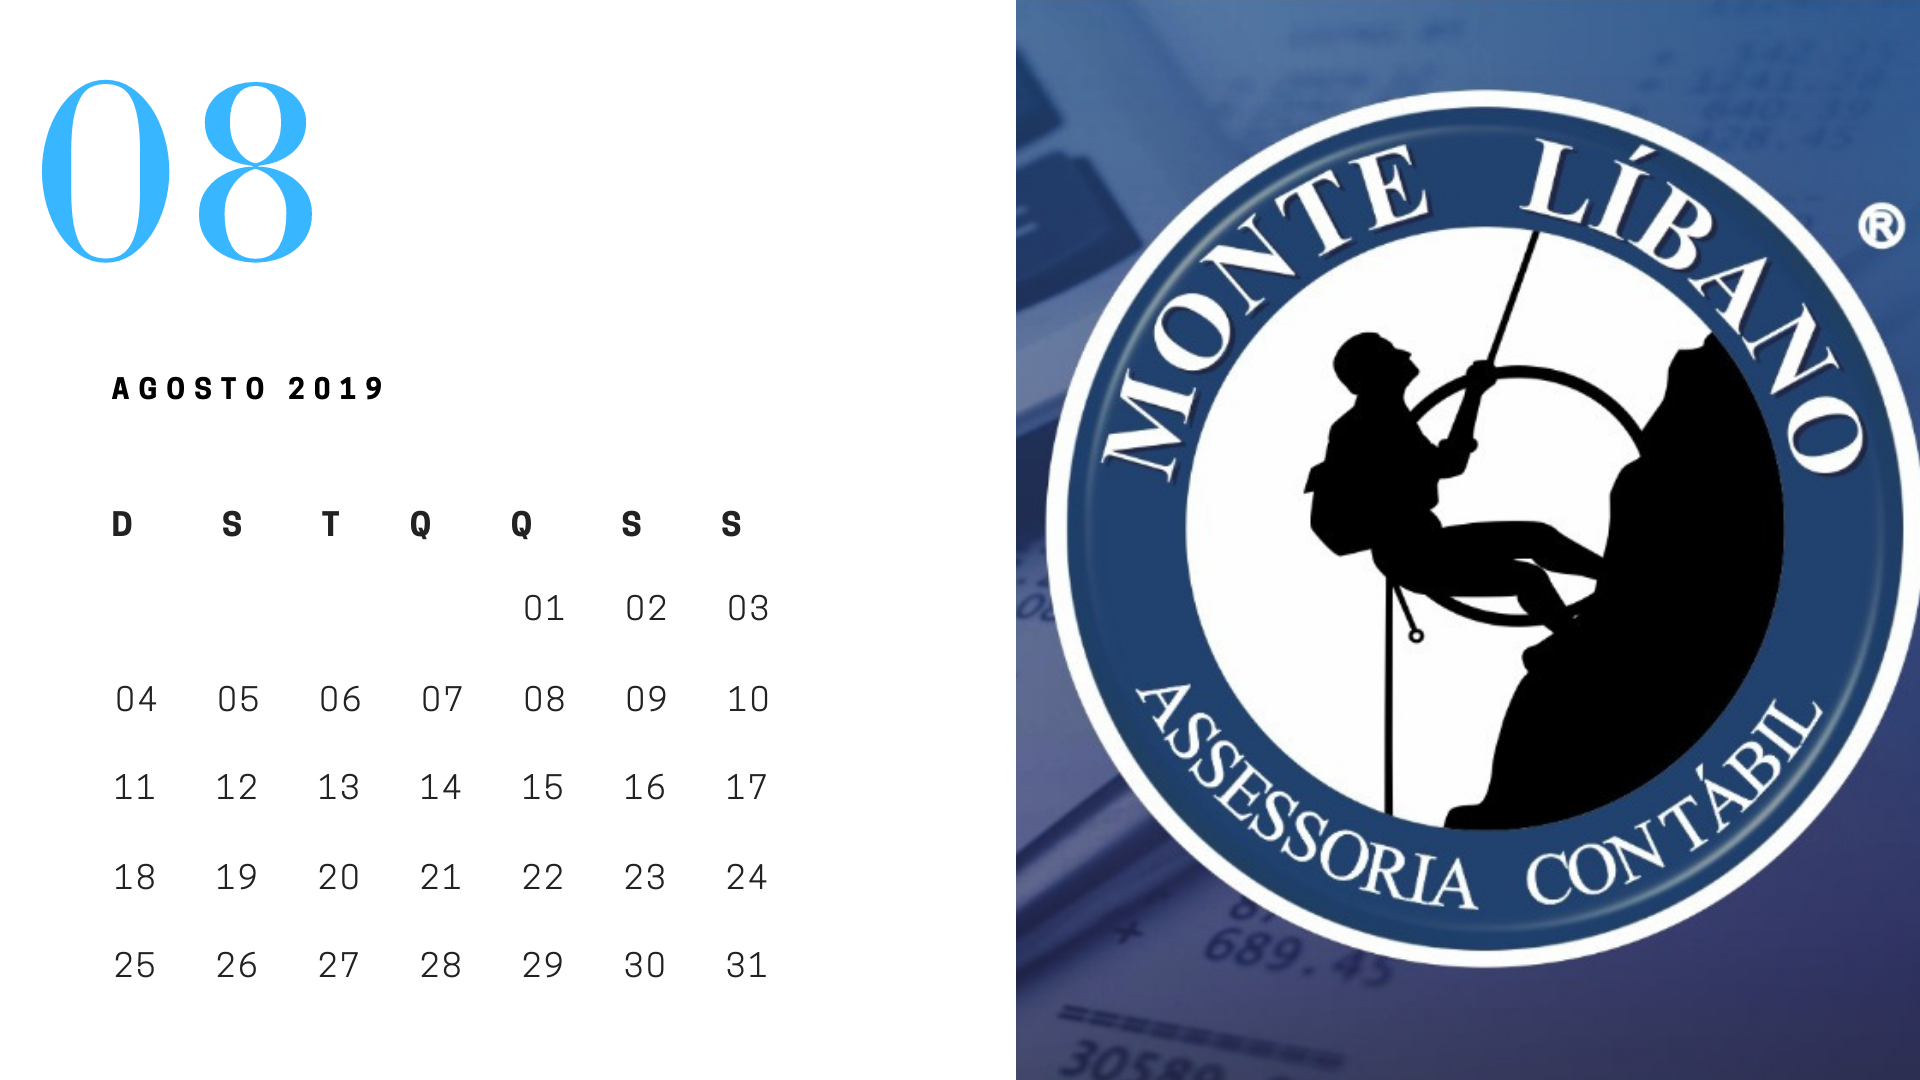 08
AGOSTO 2019
D S T Q Q S S
01 02 03
04 05 06 07 08 09 10
11 12 13 14 15 16 17
18 19 20 21 22 23 24
25 26 27 28 29 30 31
MONTE LÍBANO
®
ASSESSORIA CONTÁBIL
+ 689.45
==========